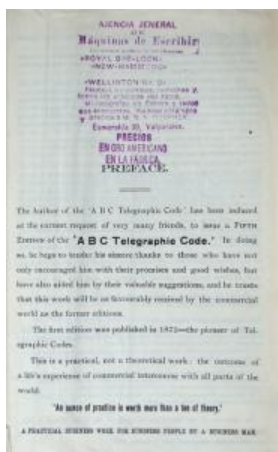 AJENCIA JENERAL
DE
Máquinas de Escribir
"ROYAL BAR-LOCK"
"NEW-HAMMOND"
"WELLINGTON No. 2"
Esmeralda 39, Valparaiso.
PRECIOS
EN ORO AMERICANO
EN LA FÁBRICA
PREFACE.
The Author of the "A B C Telegraphic Code" has been induced
at the earnest request of very many friends, to issue a FIFTH
EDITION of the "A B C Telegraphic Code." In doing
so, he begs to tender his sincere thanks to those who have not
only encouraged him with their promises and good wishes, but
have also aided him by their valuable suggestions, and he trusts
that this work will be as favourably received by the commercial
world as the former editions.
The first edition was published in 1873—the pioneer of Tel-
egraphic Codes.
This is a practical, not a theoretical work: the outcome of
a life's experience of commercial intercourse with all parts of the
world.
"An ounce of practice is worth more than a ton of theory."
A PRACTICAL BUSINESS WORK FOR BUSINESS PEOPLE BY A BUSINESS MAN.